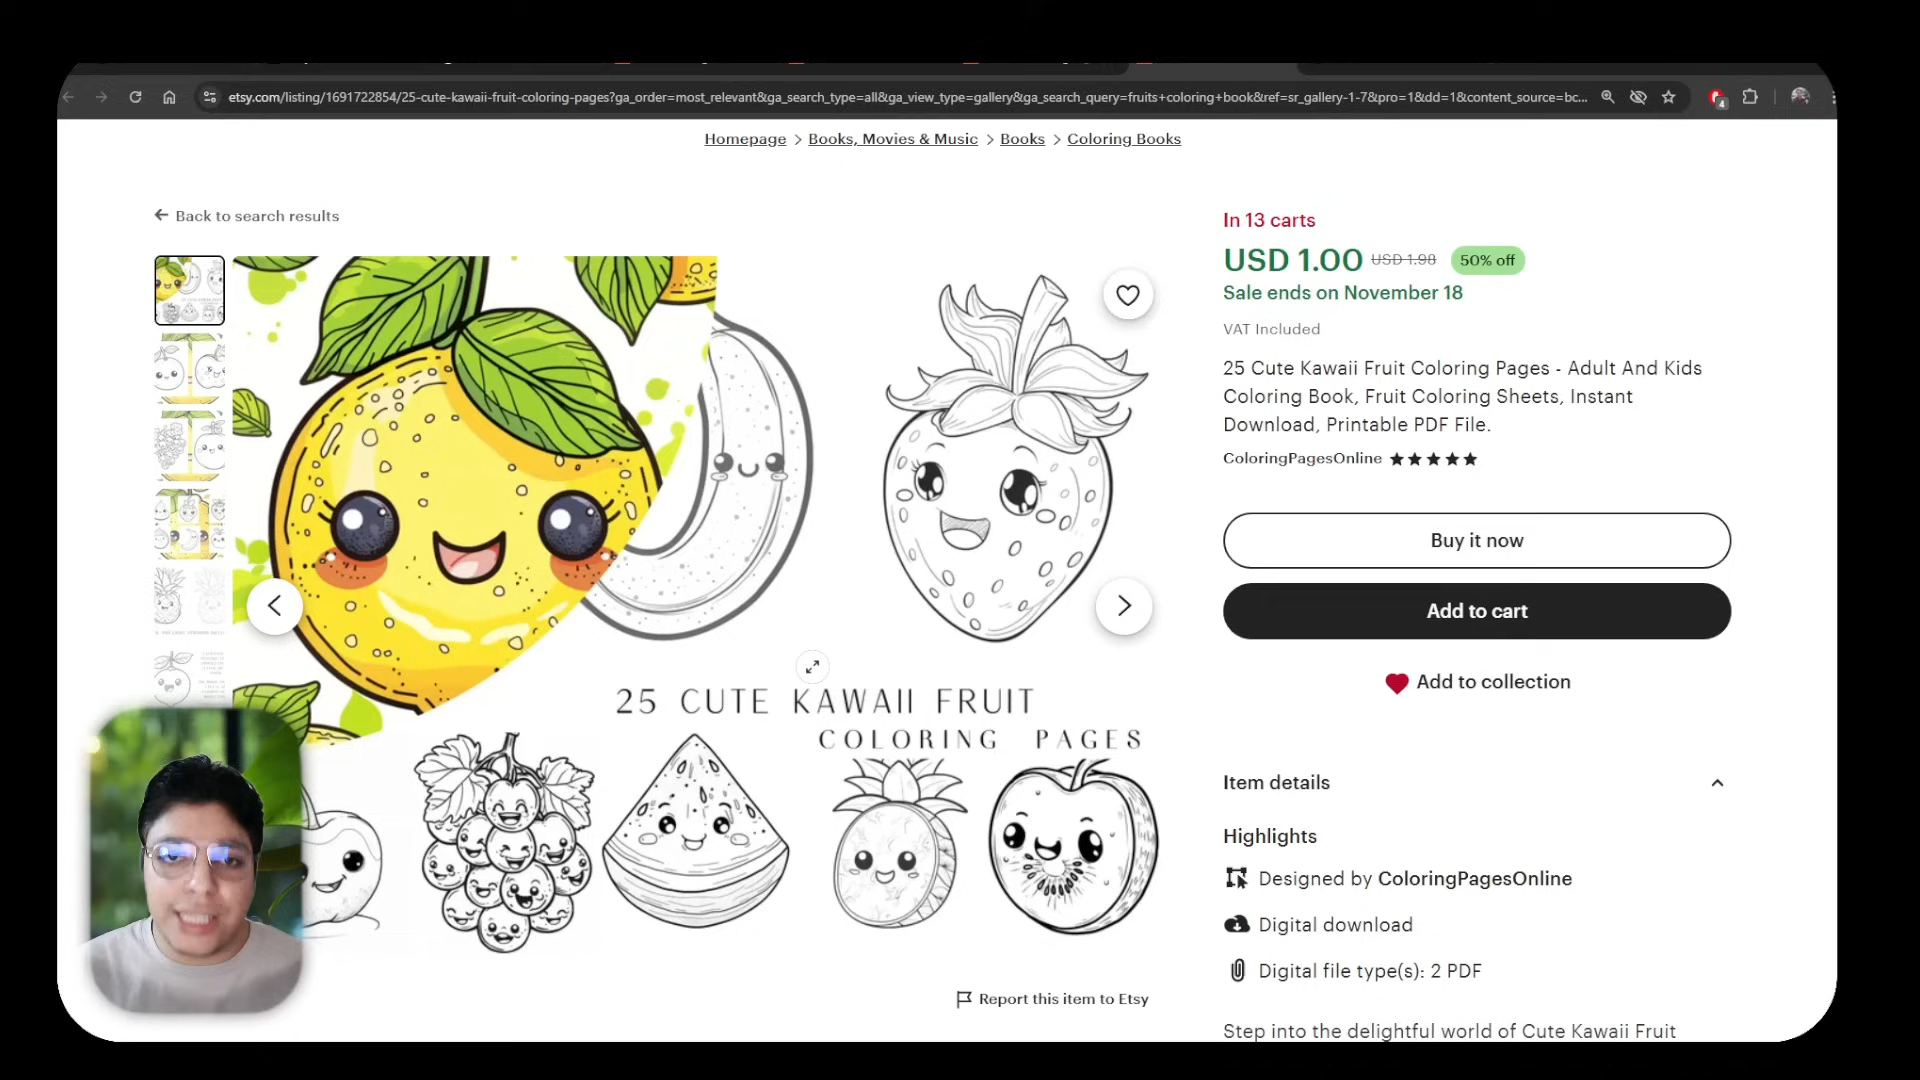 etsy.com/listing/1691722854/25-cute-kawaii-fruit-coloring-pages?ga_order=most_relevant&ga_search_type=all&ga_view_type=gallery&ga_search_query=fruits+coloring+book&ref=sr_gallery-1-7&pro=1&dd=1&content_source=bc...
4
Homepage > Books, Movies & Music > Books > Coloring Books
Back to search results
25 CUTE KAWAII FRUIT
COLORING PAGES
Report this item to Etsy
In 13 carts
USD 1.00 USD 1.98 50% off
Sale ends on November 18
VAT Included
25 Cute Kawaii Fruit Coloring Pages - Adult And Kids
Coloring Book, Fruit Coloring Sheets, Instant
Download, Printable PDF File.
ColoringPagesOnline
Buy it now
Add to cart
Add to collection
Item details
Highlights
Designed by ColoringPagesOnline
Digital download
Digital file type(s): 2 PDF
Step into the delightful world of Cute Kawaii Fruit